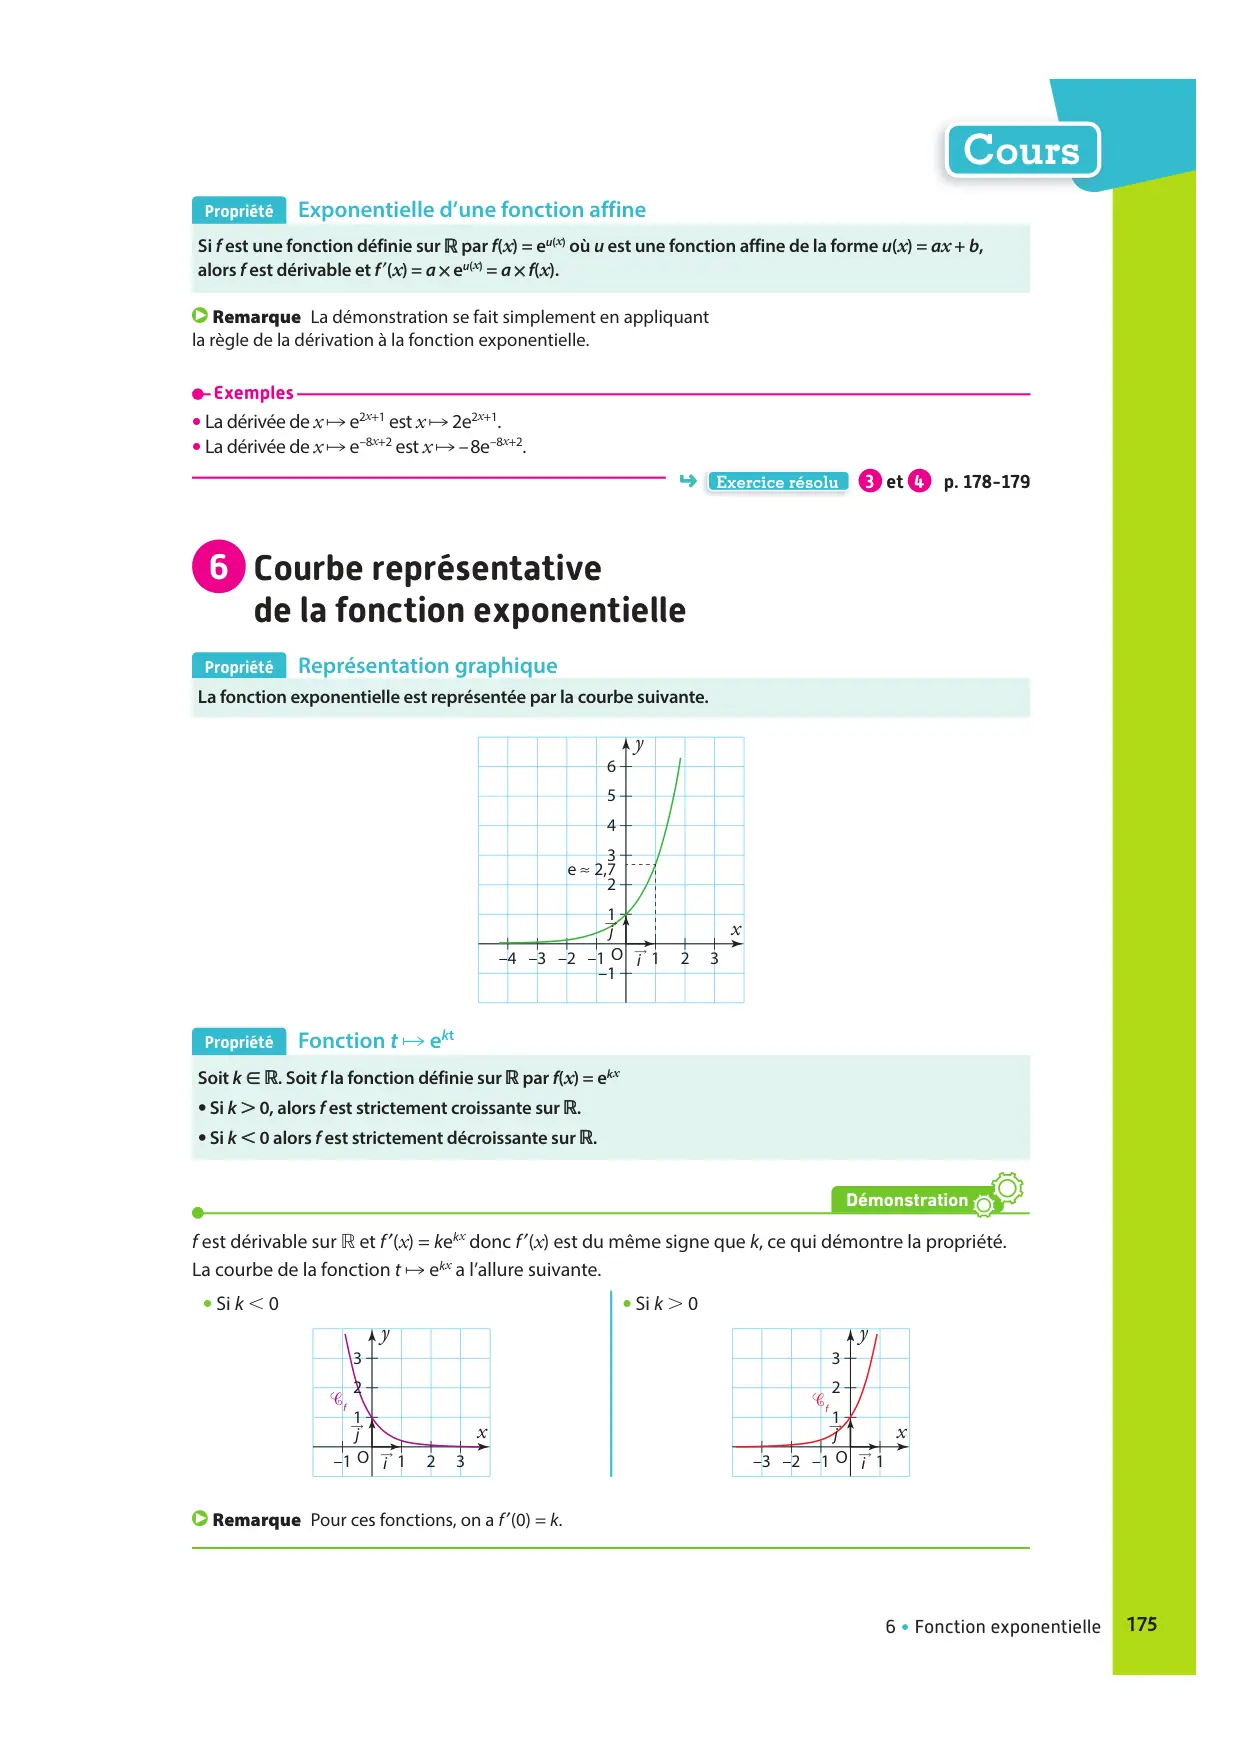 Cours
Propriété Exponentielle d’une fonction affine
Si f est une fonction définie sur ℝ par f(x) = eᵘ⁽ˣ⁾ où u est une fonction affine de la forme u(x) = ax + b,
alors f est dérivable et f ′(x) = a × eᵘ⁽ˣ⁾ = a × f(x).
Remarque La démonstration se fait simplement en appliquant
la règle de la dérivation à la fonction exponentielle.
Exemples
• La dérivée de x ↦ e²ˣ⁺¹ est x ↦ 2e²ˣ⁺¹.
• La dérivée de x ↦ e⁻⁸ˣ⁺² est x ↦ –8e⁻⁸ˣ⁺².
Exercice résolu 3 et 4 p. 178-179
6 Courbe représentative
de la fonction exponentielle
Propriété Représentation graphique
La fonction exponentielle est représentée par la courbe suivante.
y
6
5
4
3
e ≈ 2,7
2
1
j
x
–4 –3 –2 –1 O i 1 2 3
–1
Propriété Fonction t ↦ eᵏᵗ
Soit k ∈ ℝ. Soit f la fonction définie sur ℝ par f(x) = eᵏˣ
• Si k > 0, alors f est strictement croissante sur ℝ.
• Si k < 0 alors f est strictement décroissante sur ℝ.
Démonstration
f est dérivable sur ℝ et f ′(x) = keᵏˣ donc f ′(x) est du même signe que k, ce qui démontre la propriété.
La courbe de la fonction t ↦ eᵏˣ a l’allure suivante.
• Si k < 0
y
3
2
𝒞f
1
j
x
–1 O i 1 2 3
• Si k > 0
y
3
2
𝒞f
1
j
x
–3 –2 –1 O i 1
Remarque Pour ces fonctions, on a f ′(0) = k.
6 • Fonction exponentielle 175